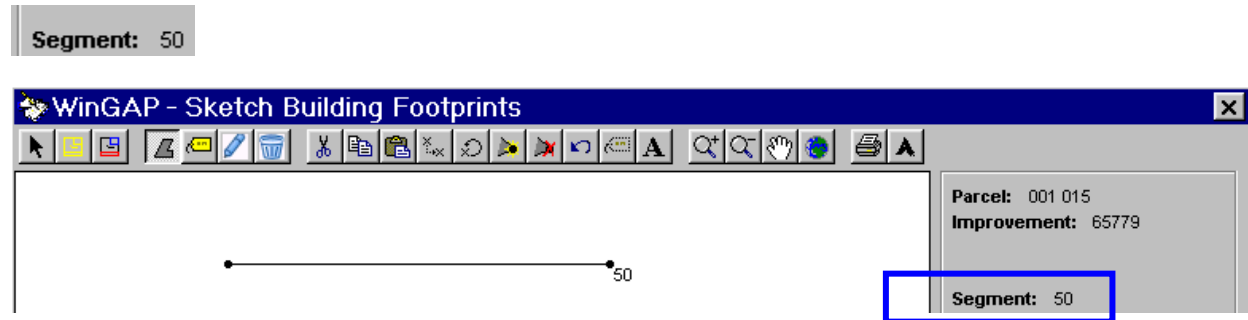 Segment: 50
WinGAP - Sketch Building Footprints
A
Parcel: 001 015
Improvement: 65779
50
Segment: 50